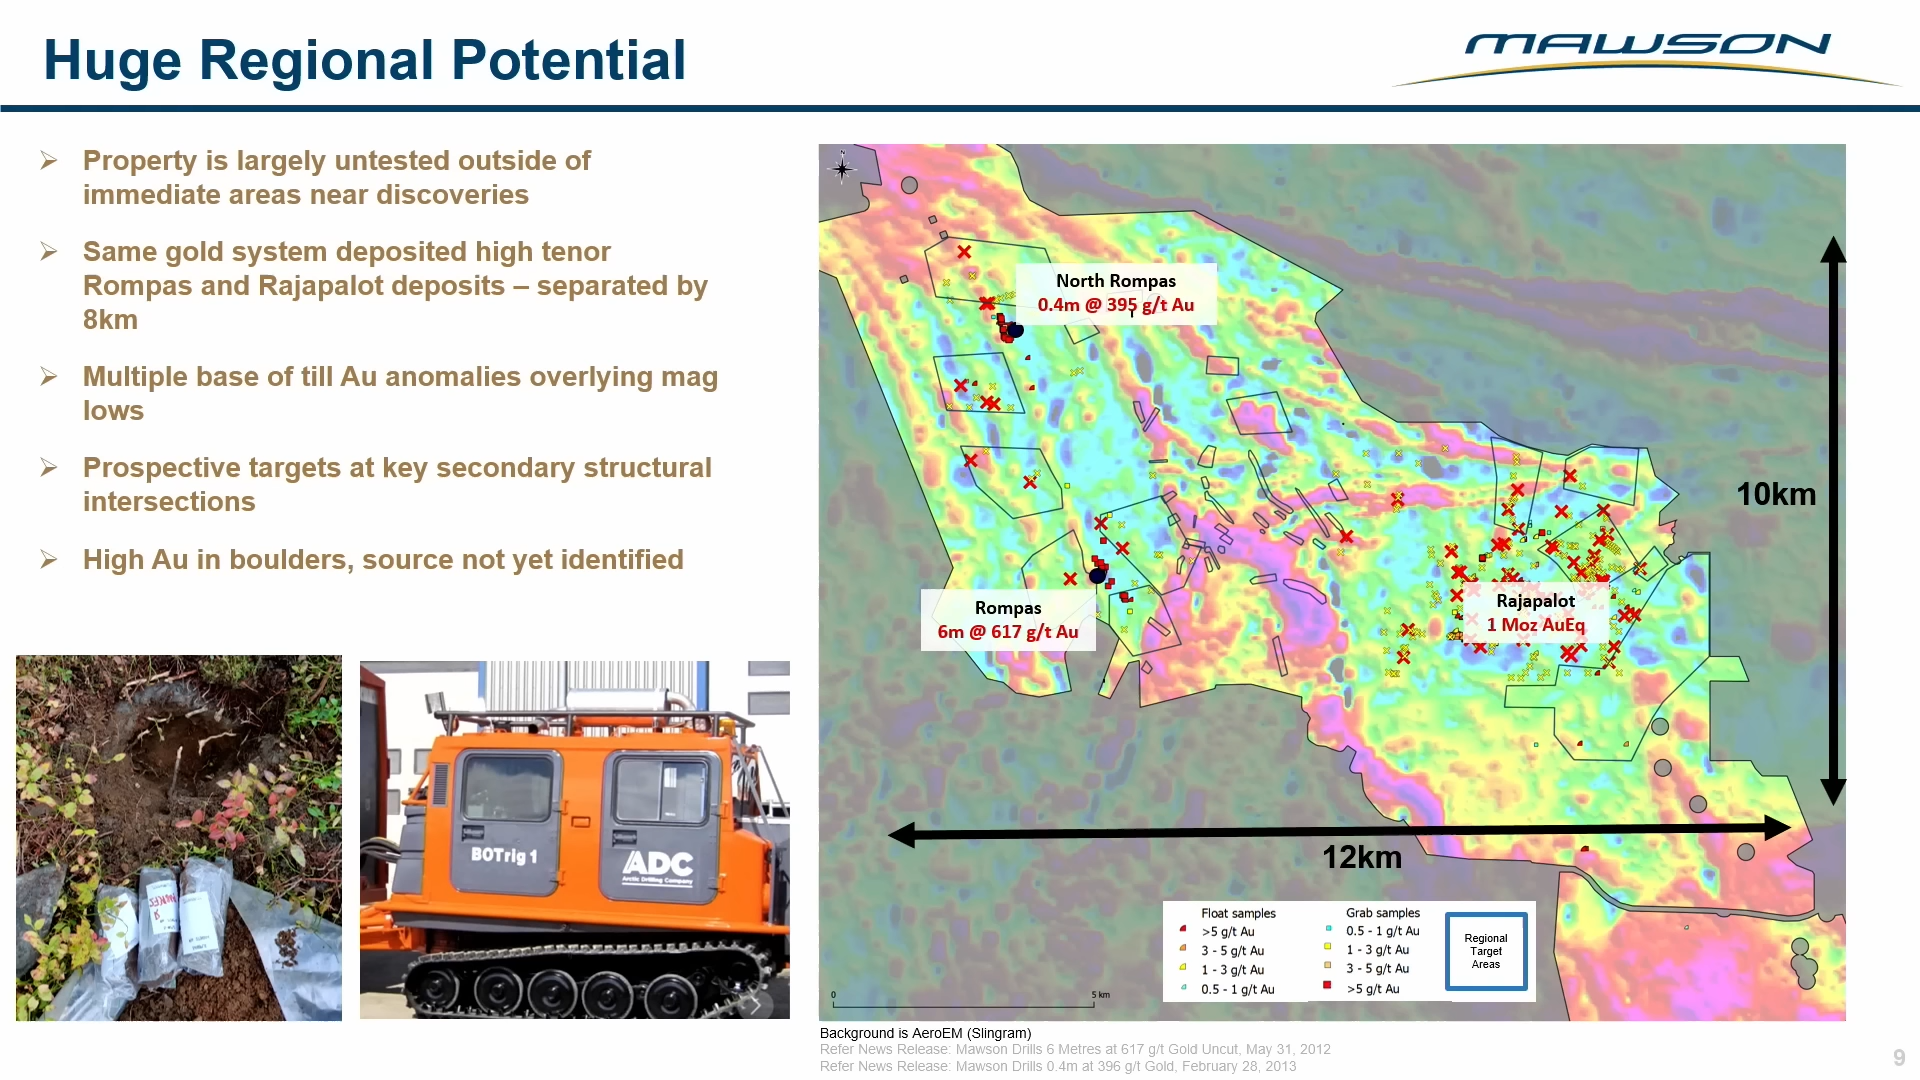 Huge Regional Potential
MAWSON
Property is largely untested outside of
immediate areas near discoveries
Same gold system deposited high tenor
Rompas and Rajapalot deposits – separated by
8km
Multiple base of till Au anomalies overlying mag
lows
Prospective targets at key secondary structural
intersections
High Au in boulders, source not yet identified
BOTrig 1
ADC
Arctic Drilling Company
N
North Rompas
0.4m @ 395 g/t Au
Rompas
6m @ 617 g/t Au
Rajapalot
1 Moz AuEq
10km
12km
Float samples
>5 g/t Au
3 - 5 g/t Au
1 - 3 g/t Au
0.5 - 1 g/t Au
Grab samples
0.5 - 1 g/t Au
1 - 3 g/t Au
3 - 5 g/t Au
>5 g/t Au
Regional
Target
Areas
0
5 km
Background is AeroEM (Slingram)
Refer News Release: Mawson Drills 6 Metres at 617 g/t Gold Uncut, May 31, 2012
Refer News Release: Mawson Drills 0.4m at 396 g/t Gold, February 28, 2013
9